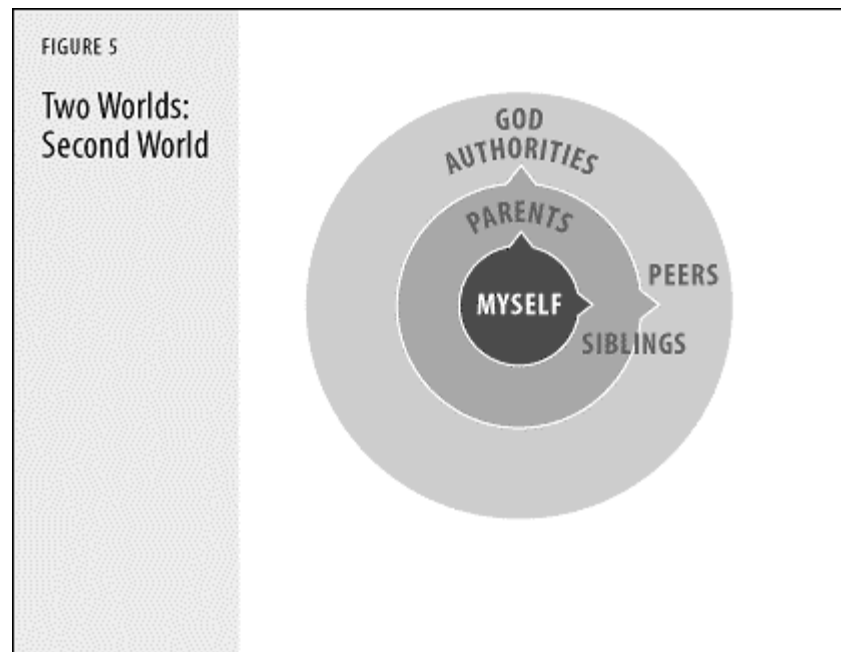 FIGURE 5
Two Worlds:
Second World
GOD
AUTHORITIES
PARENTS
PEERS
MYSELF
SIBLINGS